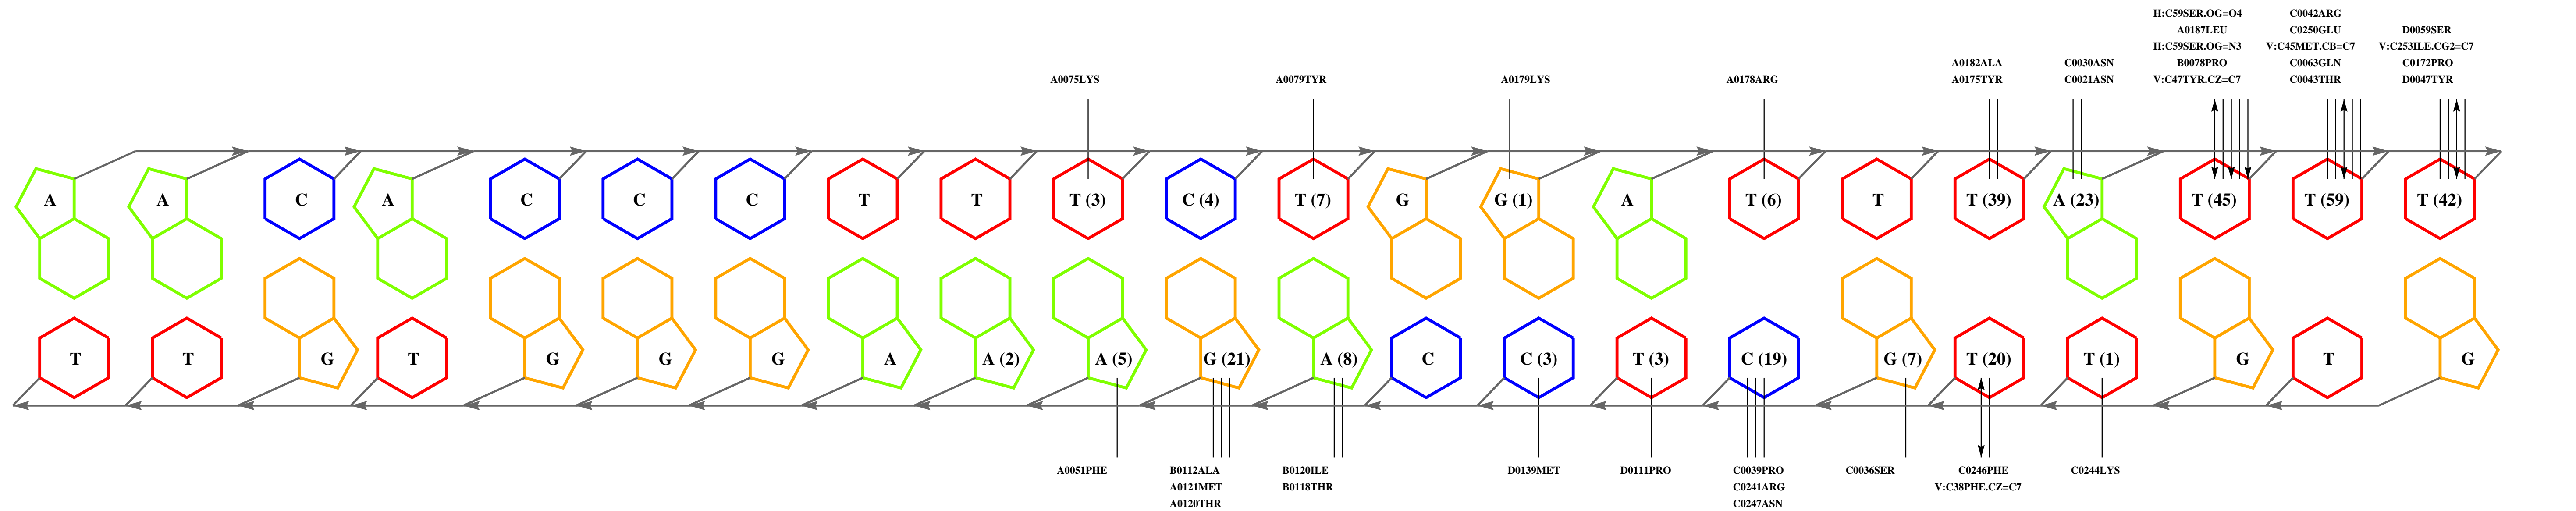 H:C59SER.OG=O4 C0042ARG
A0187LEU C0250GLU D0059SER
H:C59SER.OG=N3 V:C45MET.CB=C7 V:C253ILE.CG2=C7
A0182ALA C0030ASN B0078PRO C0063GLN C0172PRO
A0075LYS A0079TYR A0179LYS A0178ARG A0175TYR C0021ASN V:C47TYR.CZ=C7 C0043THR D0047TYR
A A C A C C C T T T (3) C (4) T (7) G G (1) A T (6) T T (39) A (23) T (45) T (59) T (42)
T T G T G G G A A (2) A (5) G (21) A (8) C C (3) T (3) C (19) G (7) T (20) T (1) G T G
A0051PHE B0112ALA B0120ILE D0139MET D0111PRO C0039PRO C0036SER C0246PHE C0244LYS
A0121MET B0118THR C0241ARG V:C38PHE.CZ=C7
A0120THR C0247ASN